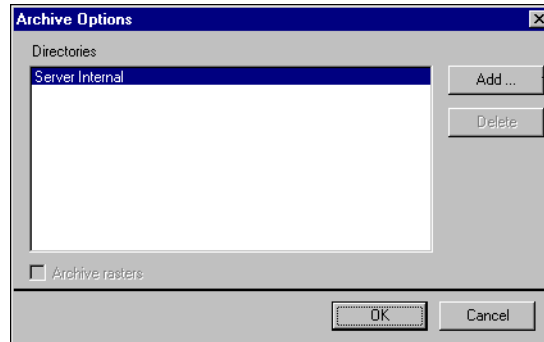 Archive Options
Directories
Server Internal
Add ...
Delete
Archive rasters
OK
Cancel